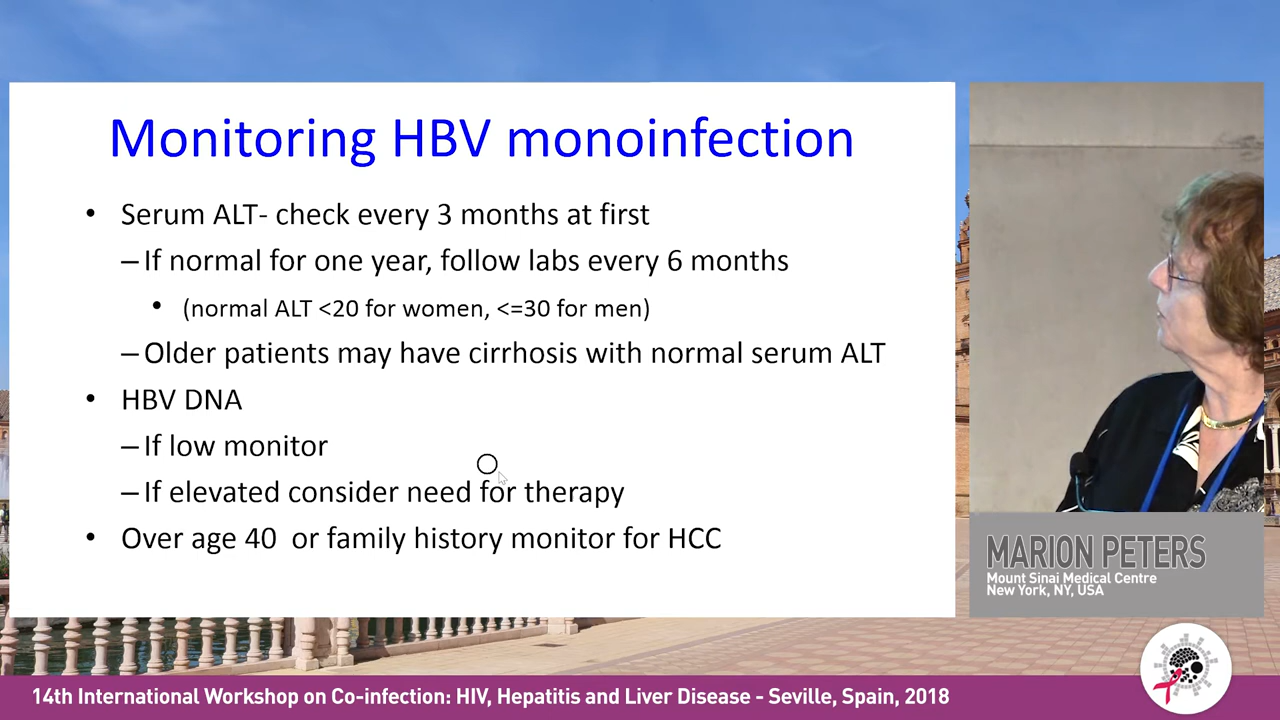 Monitoring HBV monoinfection
• Serum ALT- check every 3 months at first
– If normal for one year, follow labs every 6 months
• (normal ALT <20 for women, <=30 for men)
– Older patients may have cirrhosis with normal serum ALT
• HBV DNA
– If low monitor
– If elevated consider need for therapy
• Over age 40  or family history monitor for HCC
MARION PETERS
Mount Sinai Medical Centre
New York, NY, USA
14th International Workshop on Co-infection: HIV, Hepatitis and Liver Disease - Seville, Spain, 2018